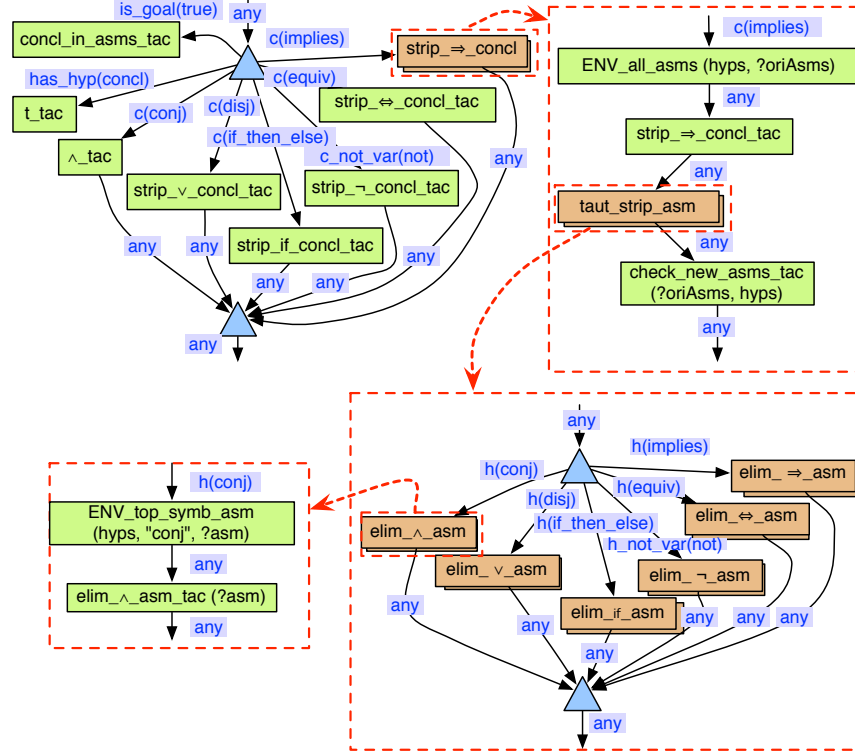 is_goal(true)
any
concl_in_asms_tac
c(implies)
strip_⇒_concl
has_hyp(concl)
c(equiv)
t_tac
c(conj)
c(disj)
strip_⇔_concl_tac
c(if_then_else)
∧_tac
c_not_var(not)
any
strip_∨_concl_tac
strip_¬_concl_tac
any
any
strip_if_concl_tac
any
any
any
any
c(implies)
ENV_all_asms (hyps, ?oriAsms)
any
strip_⇒_concl_tac
any
taut_strip_asm
any
check_new_asms_tac
(?oriAsms, hyps)
any
any
h(implies)
h(conj)
elim_ ⇒_asm
h(disj)
h(equiv)
h(if_then_else)
elim_⇔_asm
elim_∧_asm
h_not_var(not)
elim_ ∨_asm
elim_ ¬_asm
any
elim_if_asm
any
any
any
any
any
any
h(conj)
ENV_top_symb_asm
(hyps, "conj", ?asm)
any
elim_∧_asm_tac (?asm)
any